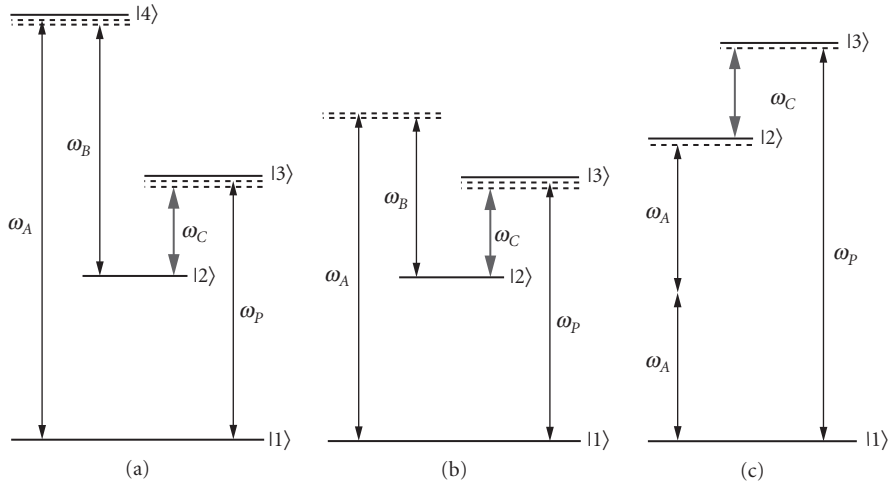 |4⟩
ω_B
|3⟩
ω_A
ω_C
|2⟩
ω_P
|1⟩
(a)
|3⟩
ω_B
ω_C
ω_A
|2⟩
ω_P
|1⟩
(b)
|3⟩
ω_C
|2⟩
ω_A
ω_P
ω_A
|1⟩
(c)